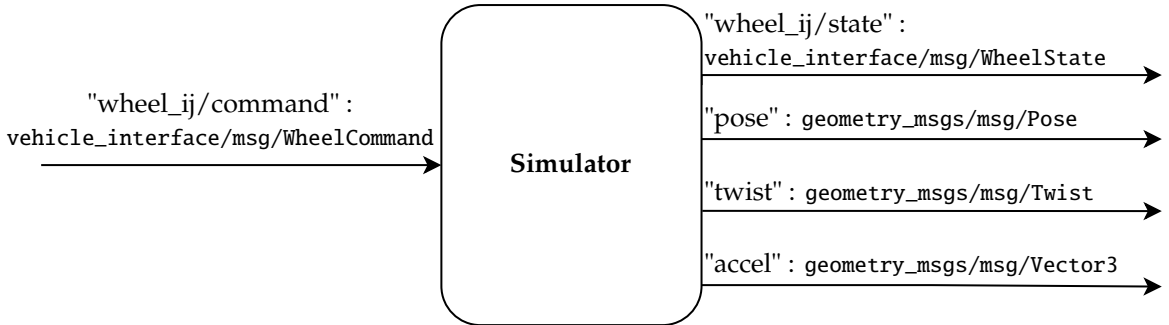 "wheel_ij/command" :
vehicle_interface/msg/WheelCommand
Simulator
"wheel_ij/state" :
vehicle_interface/msg/WheelState
"pose" : geometry_msgs/msg/Pose
"twist" : geometry_msgs/msg/Twist
"accel" : geometry_msgs/msg/Vector3